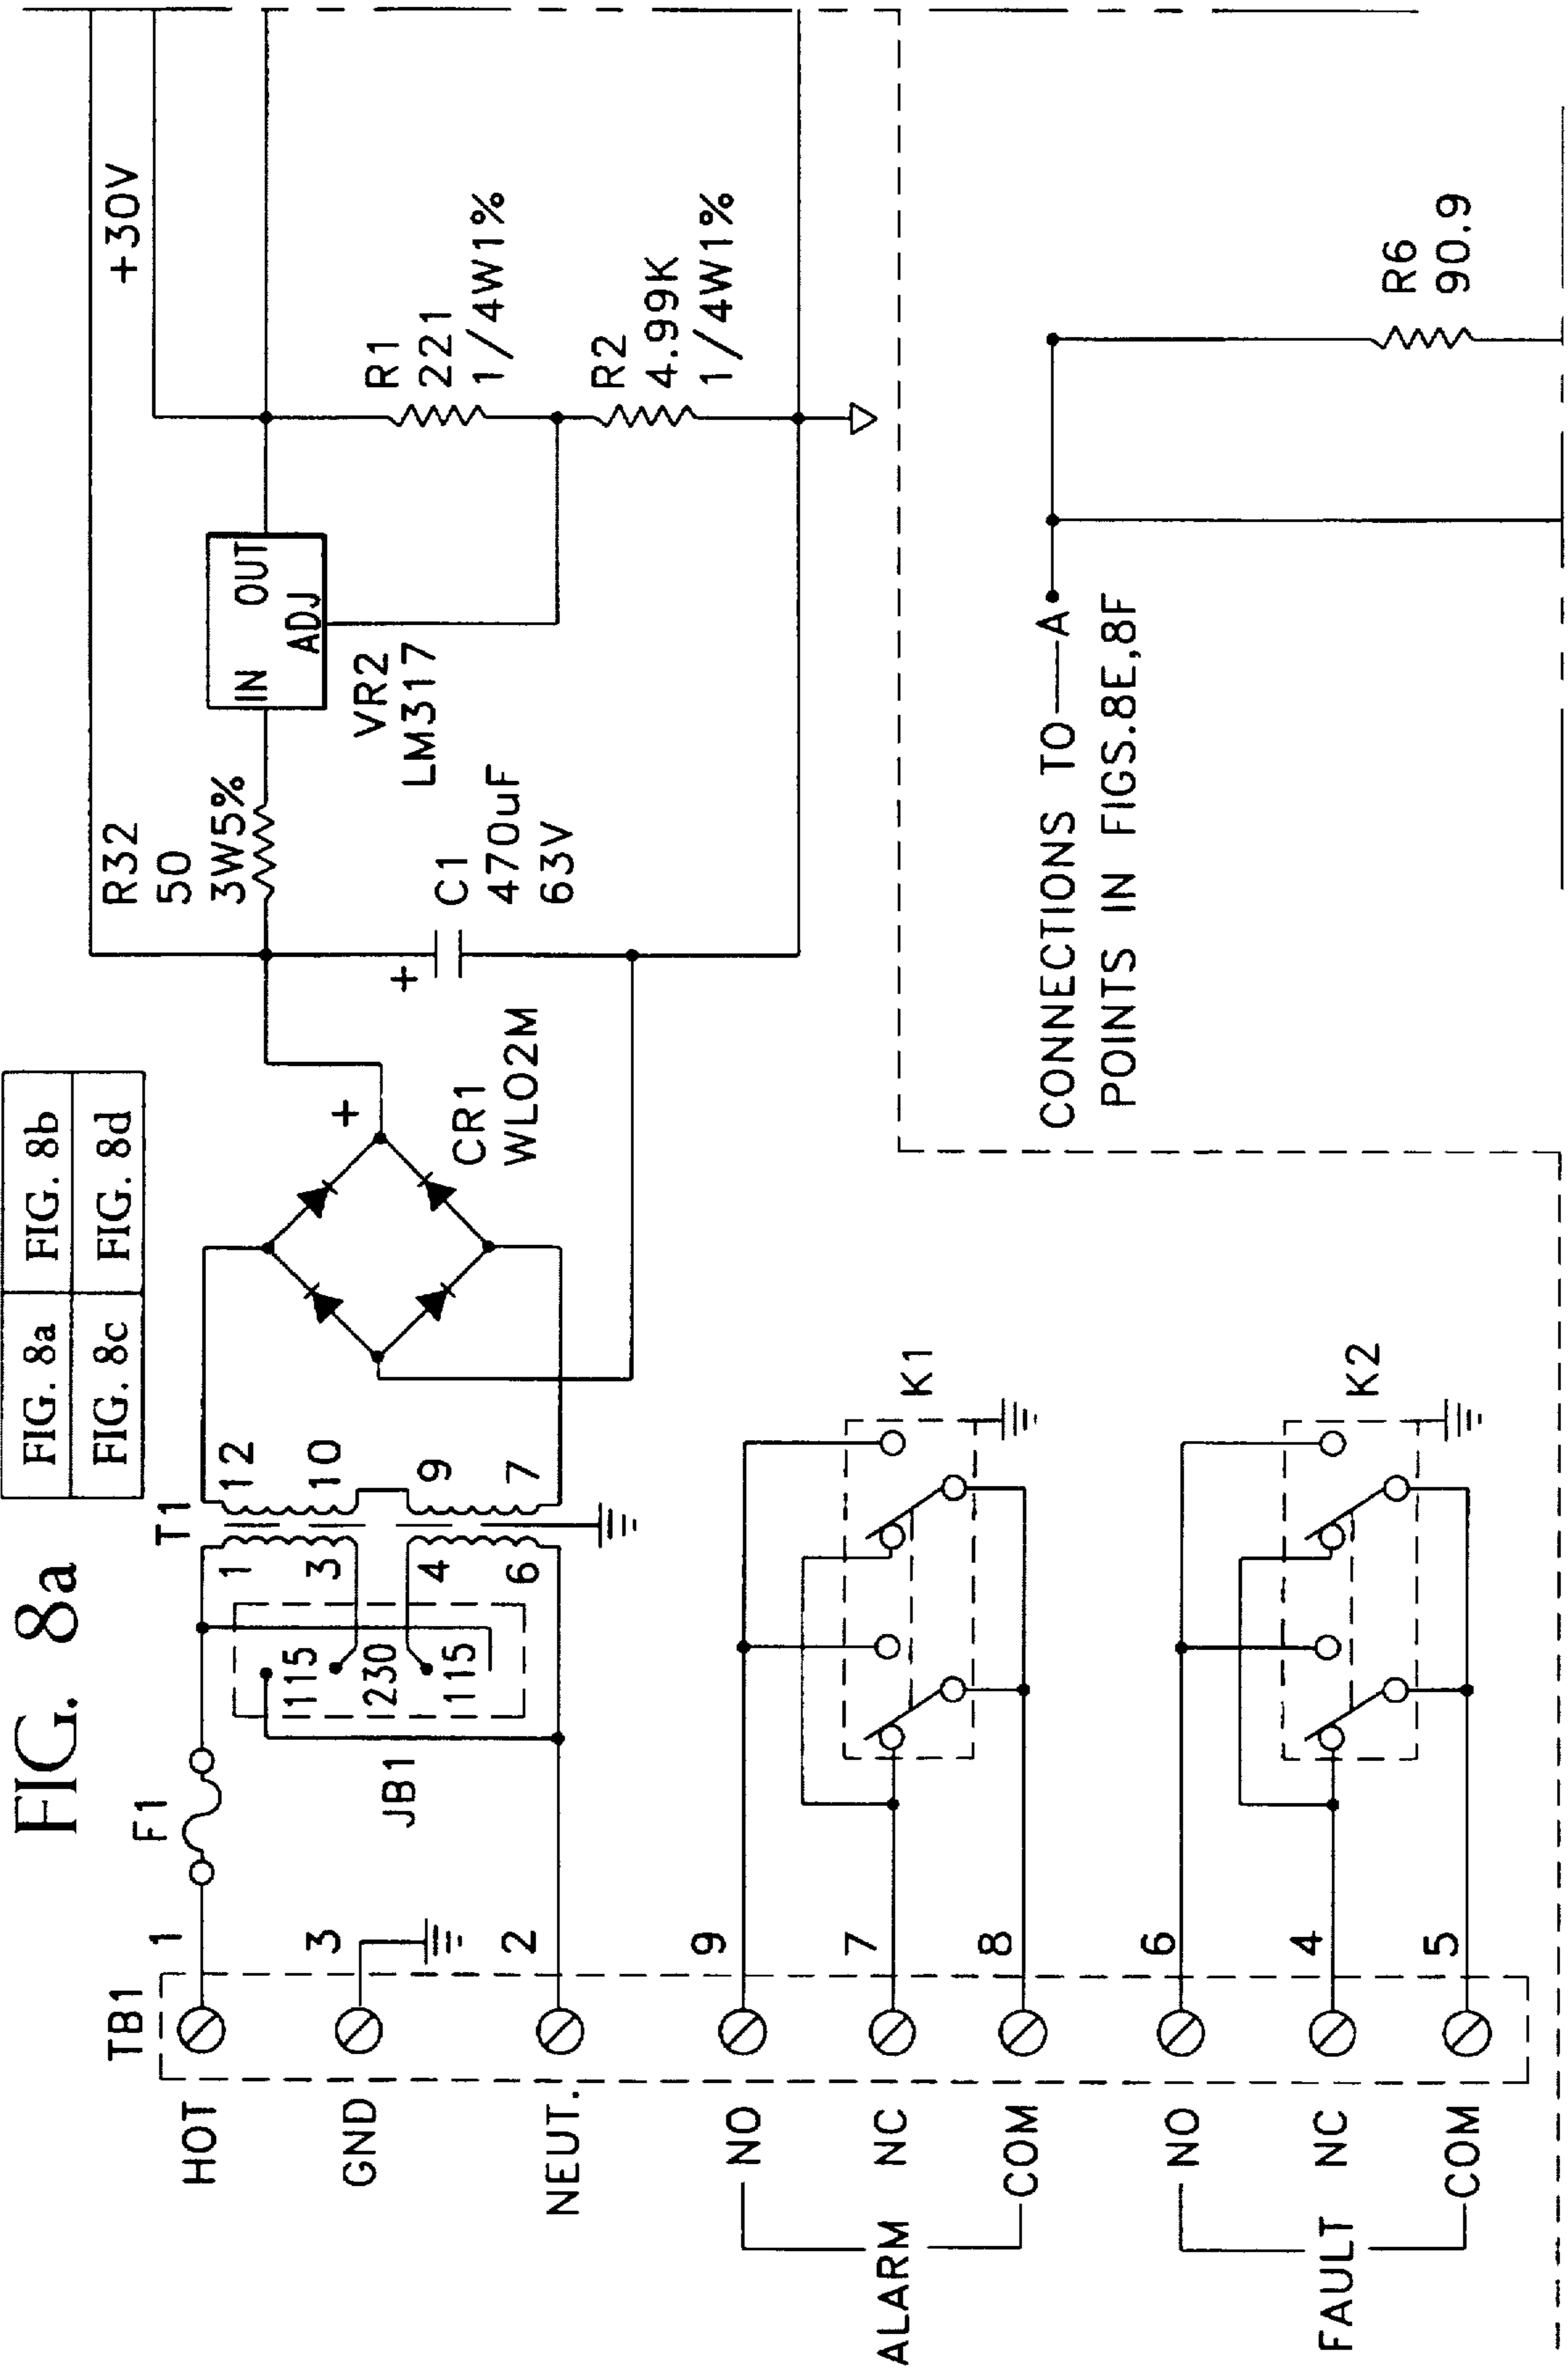 FIG. 8a
FIG. 8a FIG. 8b
FIG. 8c FIG. 8d
TB1
HOT
1
F1
GND
3
NEUT.
2
JB1
115
230
115
T1
1
3
4
6
12
10
9
7
+
CR1
WL02M
R32
50
3W5%
+
C1
470uF
63V
IN OUT
ADJ
VR2
LM317
+30V
R1
221
1/4W1%
R2
4.99K
1/4W1%
ALARM
NO
9
NC
7
COM
8
K1
FAULT
NO
6
NC
4
COM
5
K2
CONNECTIONS TO — A
POINTS IN FIGS.8E,8F
R6
90.9